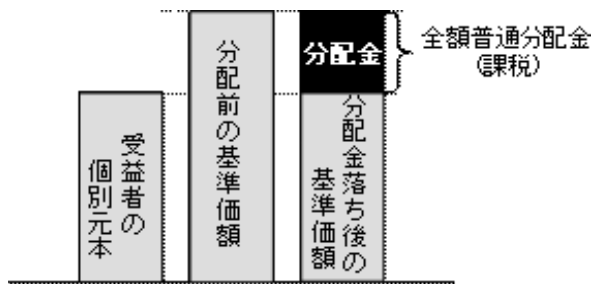 受益者の
個別元本
分配前の基準価額
分配金
分配金落ち後の
基準価額
全額普通分配金
(課税)